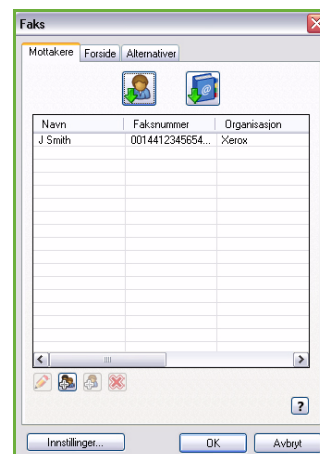 Faks
Mottakere Forside Alternativer
Navn Faksnummer Organisasjon
J Smith 0014412345654... Xerox
?
Innstillinger... OK Avbryt